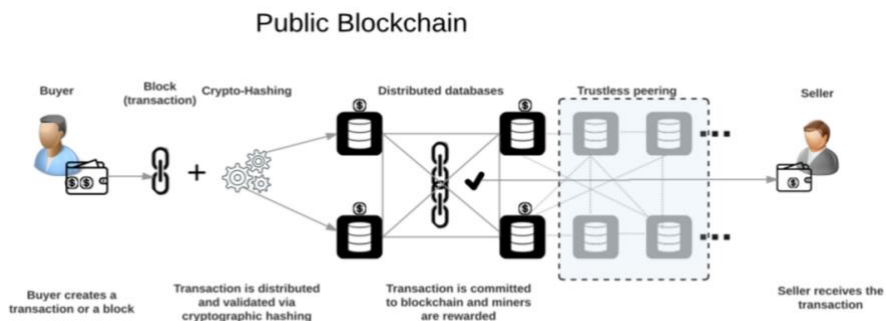 Public Blockchain
Buyer
Block
(transaction)
Crypto-Hashing
Distributed databases
Trustless peering
Seller
Buyer creates a
transaction or a block
Transaction is distributed
and validated via
cryptographic hashing
Transaction is committed
to blockchain and miners
are rewarded
Seller receives the
transaction